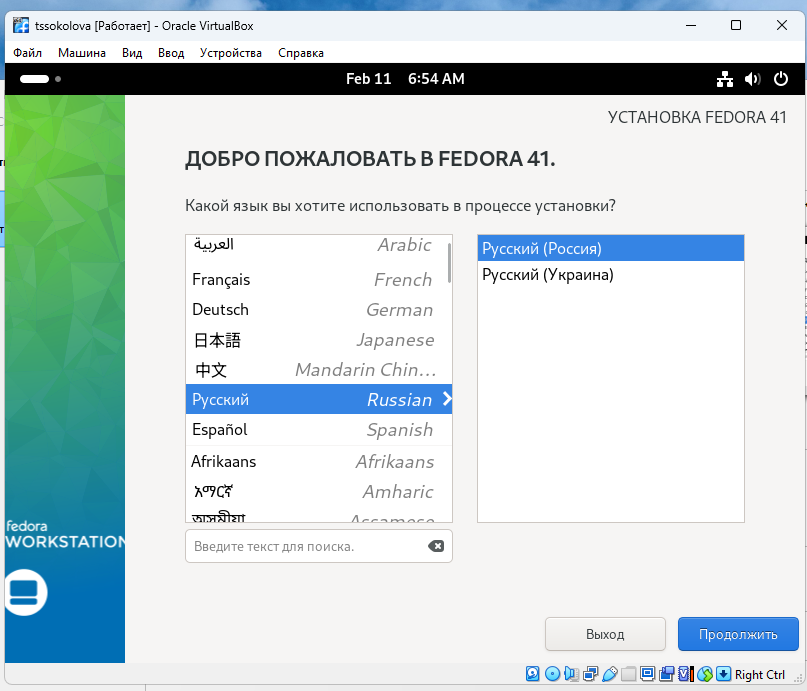 tssokolova [Работает] - Oracle VirtualBox
Файл Машина Вид Ввод Устройства Справка
Feb 11 6:54 AM
УСТАНОВКА FEDORA 41
ДОБРО ПОЖАЛОВАТЬ В FEDORA 41.
Какой язык вы хотите использовать в процессе установки?
العربية Arabic
Français French
Deutsch German
日本語 Japanese
中文 Mandarin Chin...
Русский Russian
Español Spanish
Afrikaans Afrikaans
አማርኛ Amharic
অসমীয়া Assamese
Русский (Россия)
Русский (Украина)
Введите текст для поиска.
fedora
WORKSTATION
Выход Продолжить
Right Ctrl